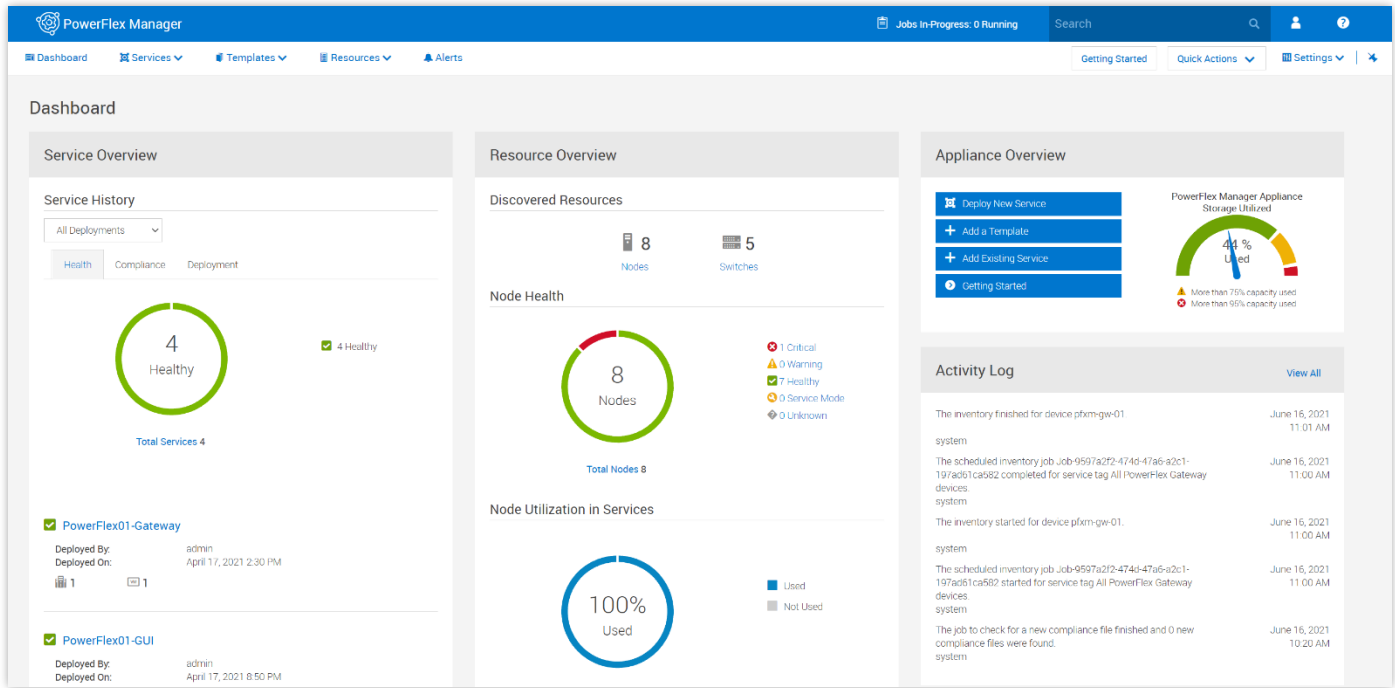 PowerFlex Manager
Jobs In-Progress: 0 Running
Search
Dashboard
Services
Templates
Resources
Alerts
Getting Started
Quick Actions
Settings
Dashboard
Service Overview
Service History
All Deployments
Health
Compliance
Deployment
4
Healthy
4 Healthy
Total Services 4
PowerFlex01-Gateway
Deployed By: admin
Deployed On: April 17, 2021 2:30 PM
1
1
PowerFlex01-GUI
Deployed By: admin
Deployed On: April 17, 2021 8:50 PM
Resource Overview
Discovered Resources
8
Nodes
5
Switches
Node Health
8
Nodes
1 Critical
0 Warning
7 Healthy
0 Service Mode
0 Unknown
Total Nodes 8
Node Utilization in Services
100%
Used
Used
Not Used
Appliance Overview
Deploy New Service
Add a Template
Add Existing Service
Getting Started
PowerFlex Manager Appliance
Storage Utilized
44 %
Used
More than 75% capacity used
More than 95% capacity used
Activity Log
View All
The inventory finished for device pfxm-gw-01 June 16, 2021
11:01 AM
system
The scheduled inventory job Job-9597a2f2-474d-47a6-a2c1- June 16, 2021
197ad61ca582 completed for service tag All PowerFlex Gateway 11:00 AM
devices.
system
The inventory started for device pfxm-gw-01. June 16, 2021
11:00 AM
system
The scheduled inventory job Job-9597a2f2-474d-47a6-a2c1- June 16, 2021
197ad61ca582 started for service tag All PowerFlex Gateway 11:00 AM
devices.
system
The job to check for a new compliance file finished and 0 new June 16, 2021
compliance files were found. 10:20 AM
system